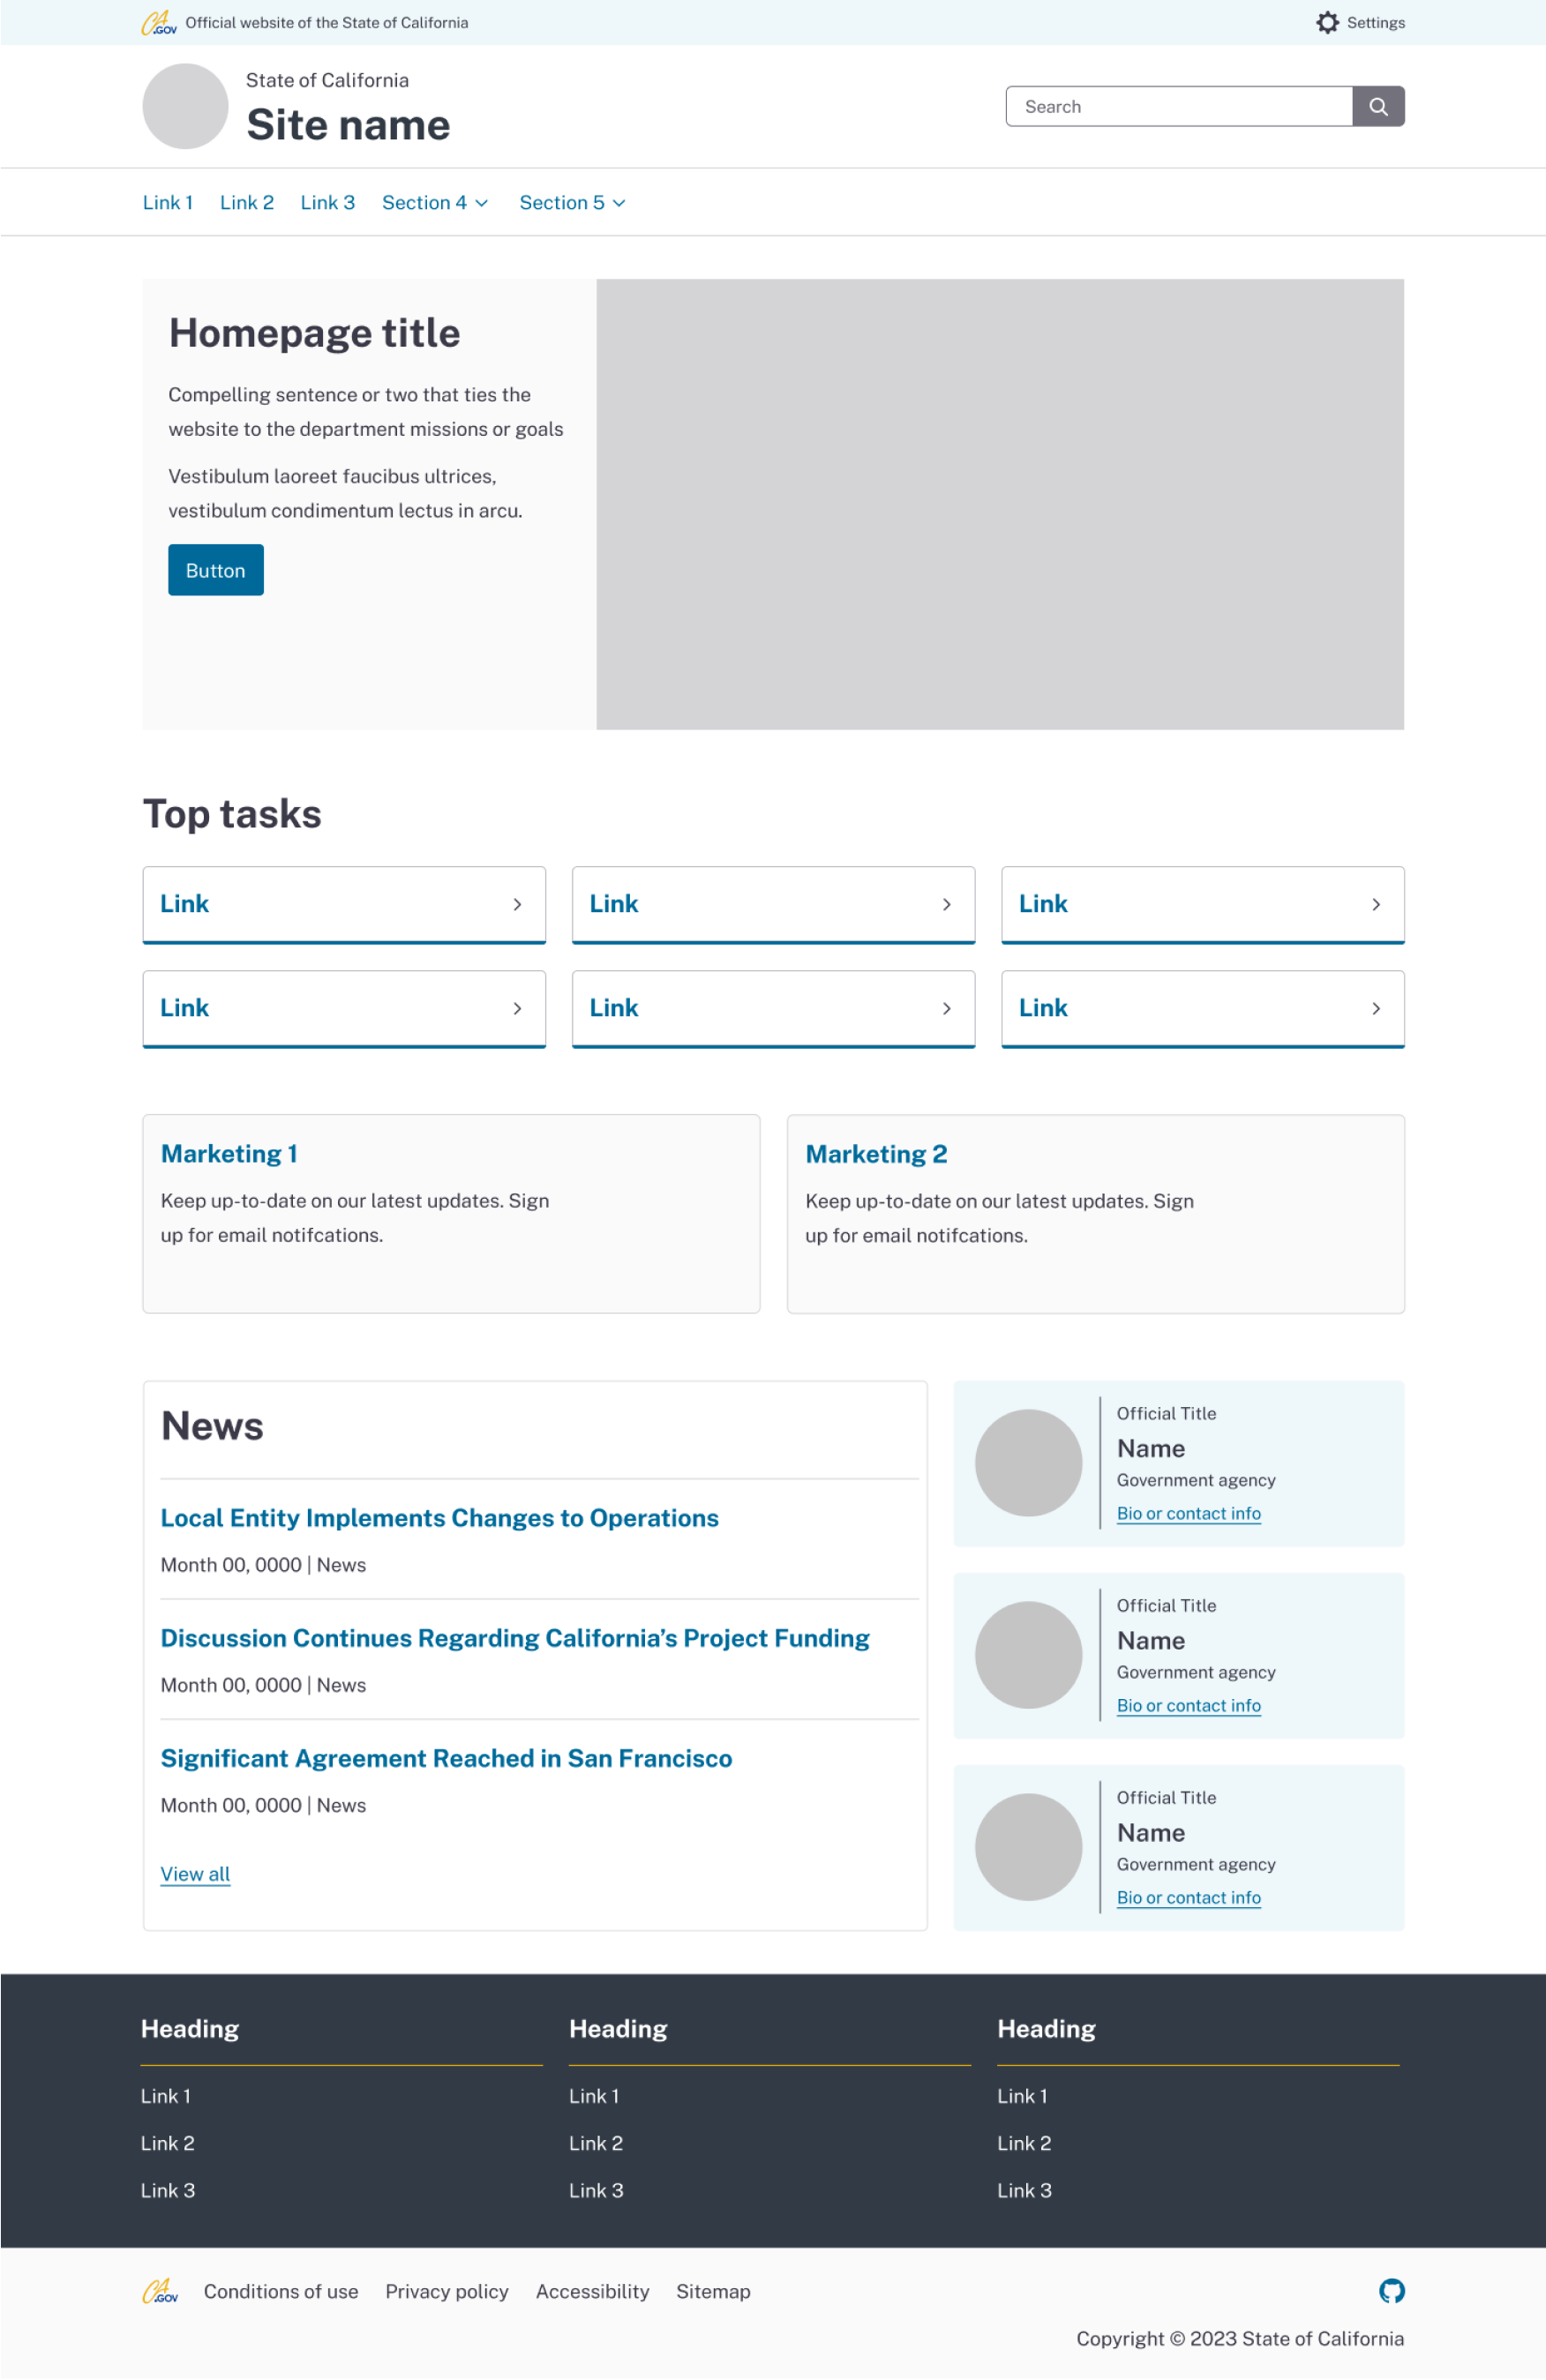 CA.GOV Official website of the State of California
Settings
State of California
Site name
Search
Link 1 Link 2 Link 3 Section 4 Section 5
Homepage title
Compelling sentence or two that ties the
website to the department missions or goals
Vestibulum laoreet faucibus ultrices,
vestibulum condimentum lectus in arcu.
Button
Top tasks
Link Link Link
Link Link Link
Marketing 1
Keep up-to-date on our latest updates. Sign
up for email notifcations.
Marketing 2
Keep up-to-date on our latest updates. Sign
up for email notifcations.
News
Local Entity Implements Changes to Operations
Month 00, 0000 | News
Discussion Continues Regarding California’s Project Funding
Month 00, 0000 | News
Significant Agreement Reached in San Francisco
Month 00, 0000 | News
View all
Official Title
Name
Government agency
Bio or contact info
Official Title
Name
Government agency
Bio or contact info
Official Title
Name
Government agency
Bio or contact info
Heading
Link 1
Link 2
Link 3
Heading
Link 1
Link 2
Link 3
Heading
Link 1
Link 2
Link 3
CA.GOV Conditions of use Privacy policy Accessibility Sitemap
Copyright © 2023 State of California